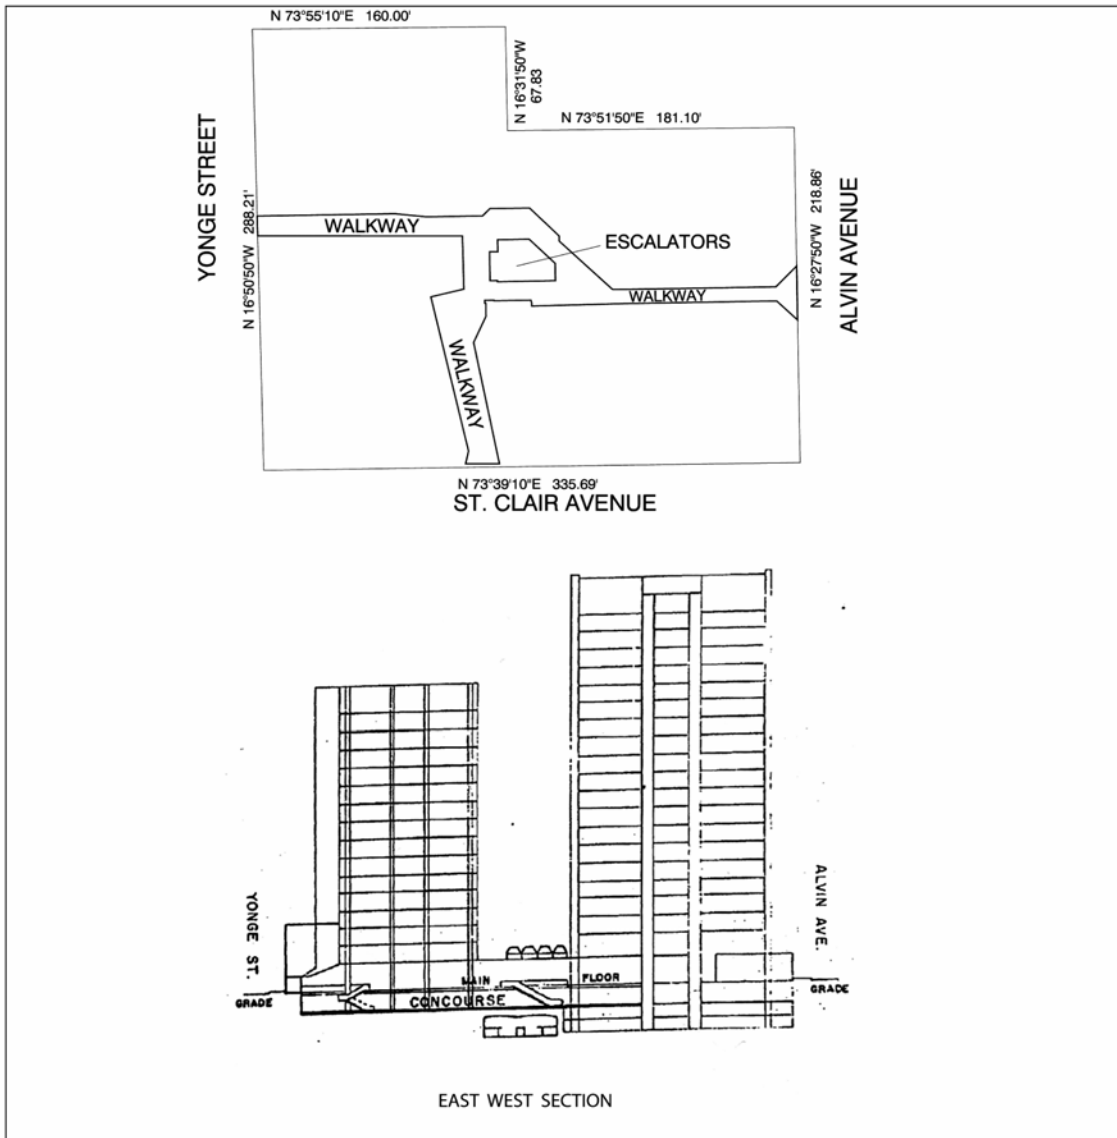 N 73°55'10"E 160.00'
N 16°31'50"W
67.83
N 73°51'50"E 181.10'
YONGE STREET
N 16°50'50"W 288.21'
WALKWAY
ESCALATORS
WALKWAY
N 16°27'50"W 218.86'
ALVIN AVENUE
WALKWAY
N 73°39'10"E 335.69'
ST. CLAIR AVENUE
YONGE ST.
ALVIN AVE.
MAIN FLOOR
GRADE
CONCOURSE
GRADE
EAST WEST SECTION